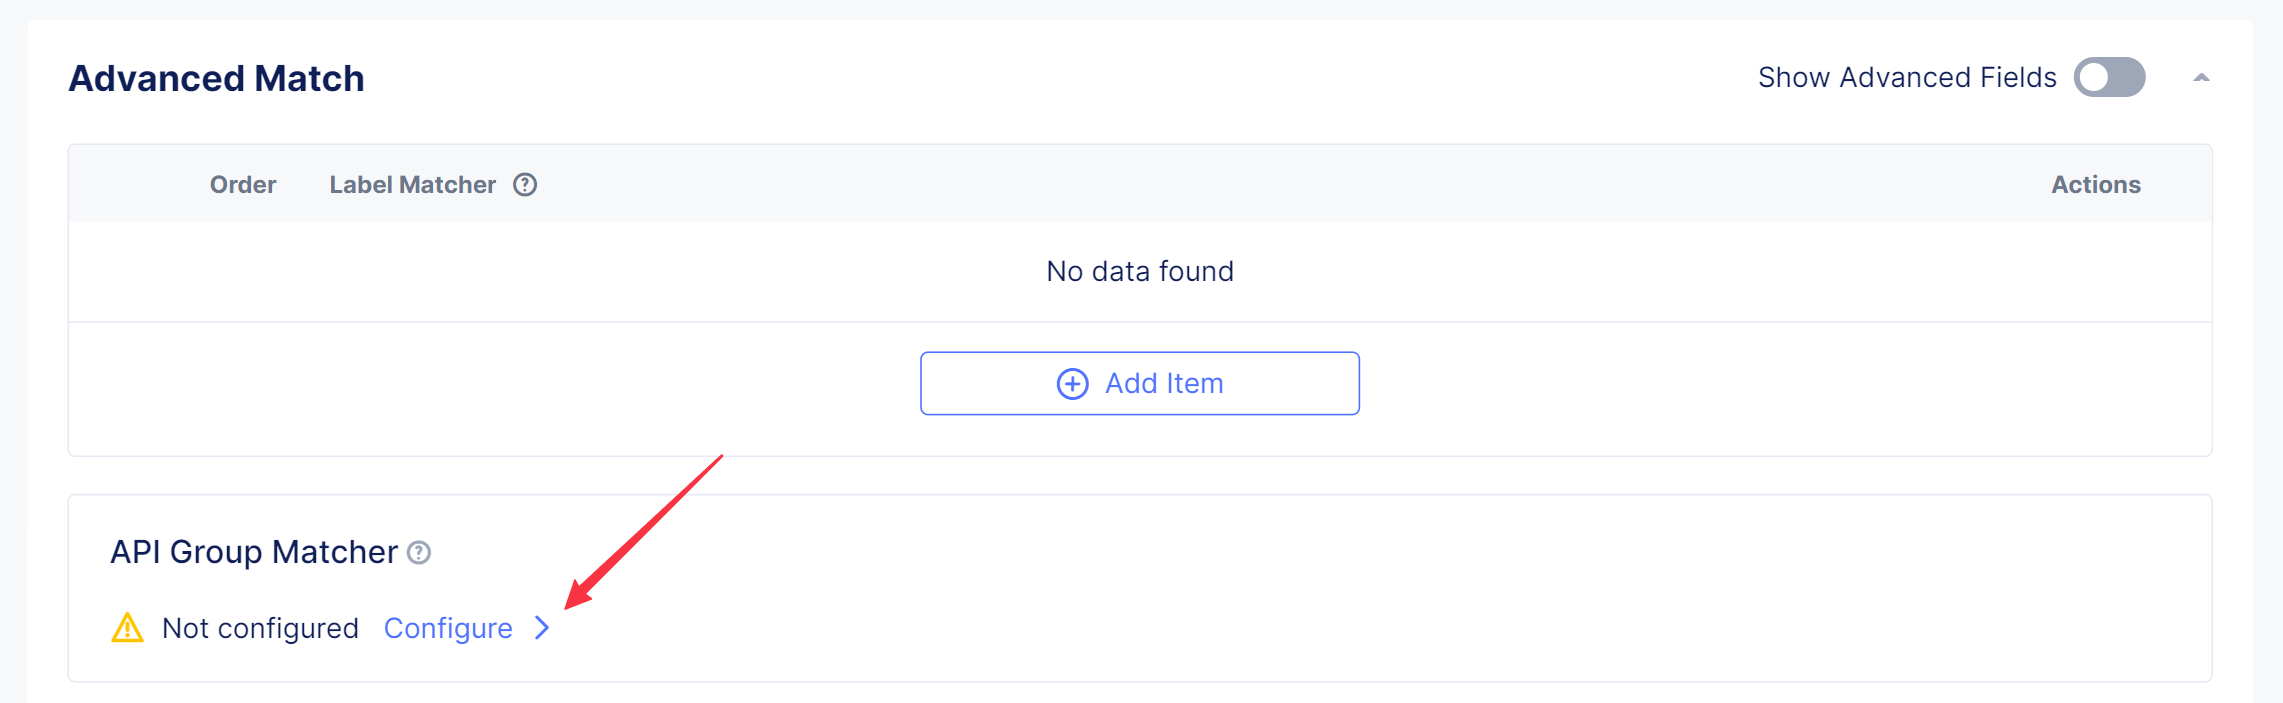 Advanced Match
Show Advanced Fields
Order Label Matcher Actions
No data found
Add Item
API Group Matcher
Not configured Configure